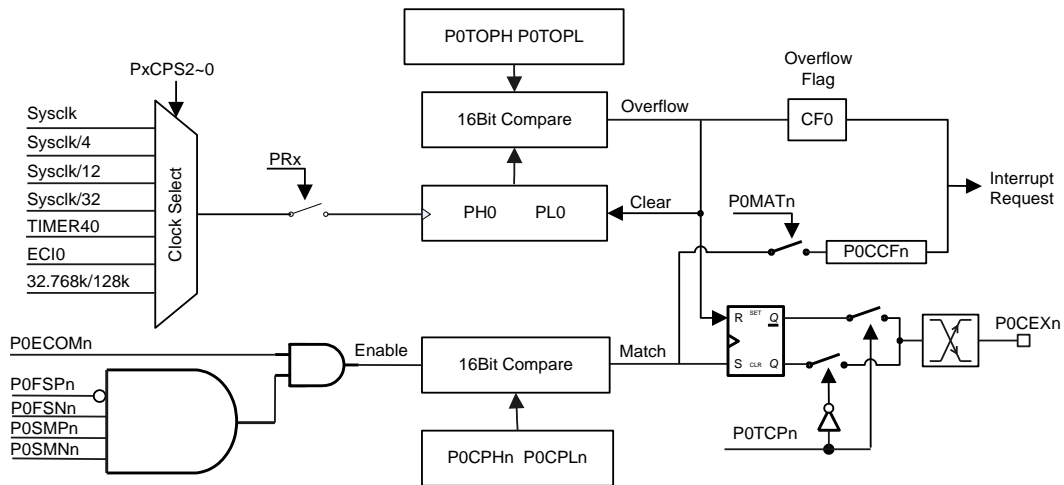 P0TOPH P0TOPL
Overflow
Flag
PxCPS2~0
Sysclk
16Bit Compare
Overflow
CF0
Sysclk/4
PRx
Sysclk/12
Clock Select
Sysclk/32
PH0 PL0
Clear
Interrupt
Request
P0MATn
TIMER40
ECI0
P0CCFn
32.768k/128k
R
SET
Q
P0CEXn
P0ECOMn
Enable
16Bit Compare
Match
S
CLR
Q
P0FSPn
P0FSNn
P0SMPn
P0SMNn
P0CPHn P0CPLn
P0TCPn